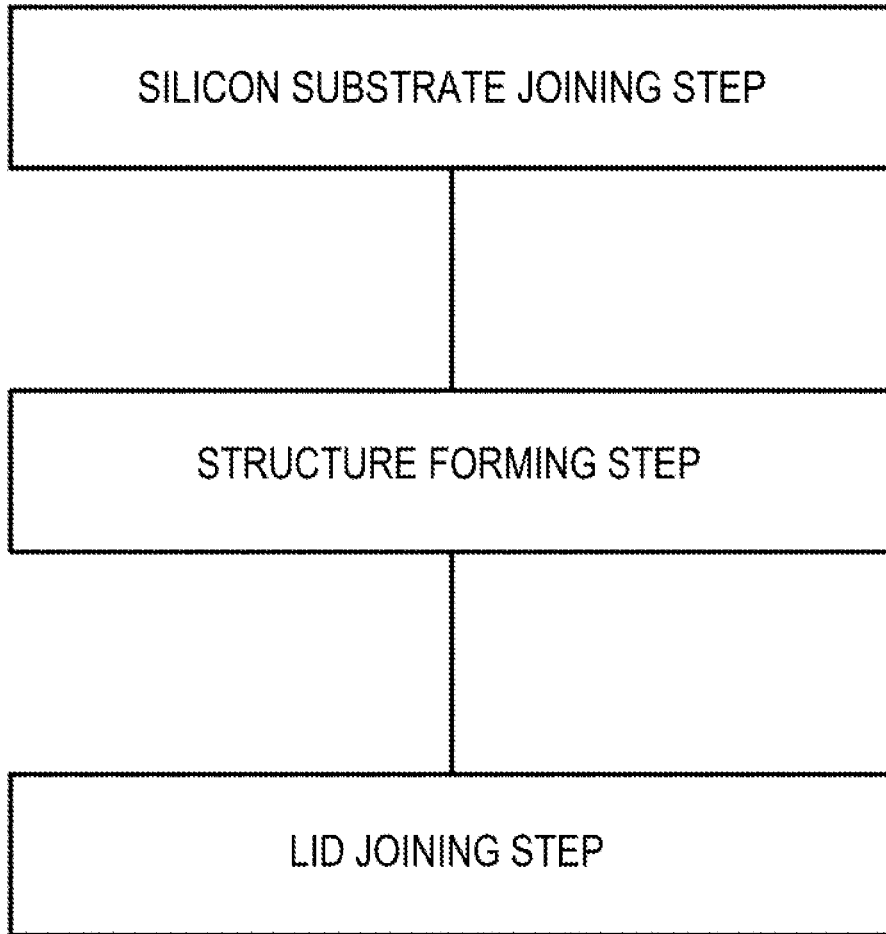 SILICON SUBSTRATE JOINING STEP
STRUCTURE FORMING STEP
LID JOINING STEP